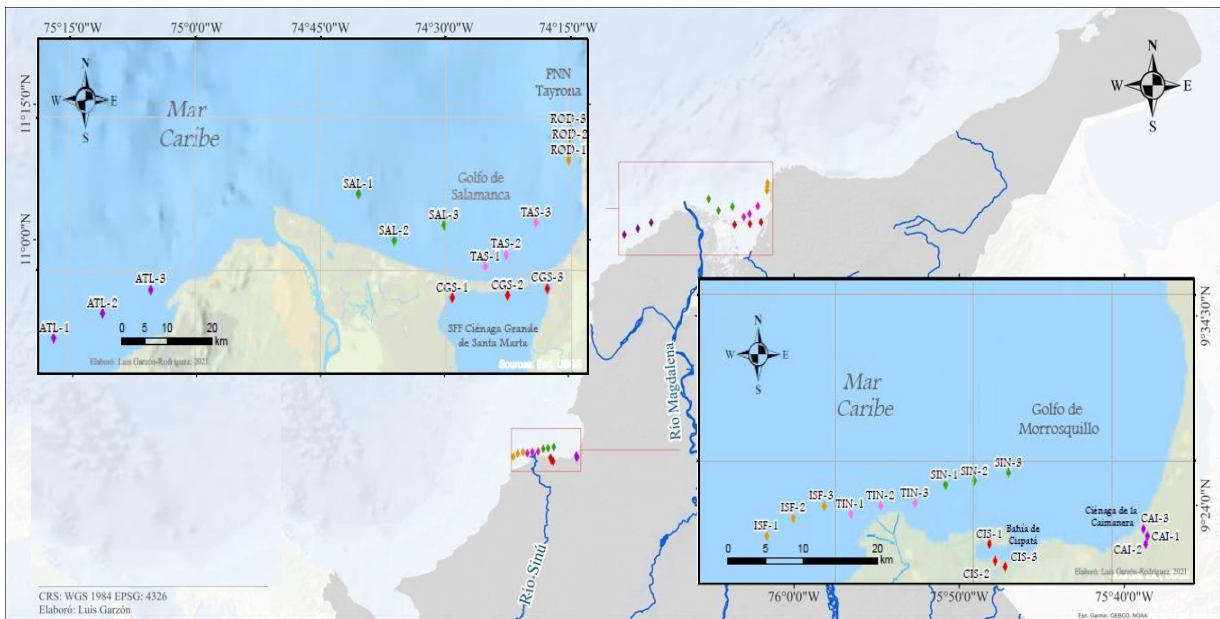 75°15'0"W 75°0'0"W 74°45'0"W 74°30'0"W 74°15'0"W
11°15'0"N
11°0'0"N
N
W E
S
Mar
Caribe
PNN
Tayrona
ROD-3
ROD-2
ROD-1
SAL-1
Golfo de
Salamanca
SAL-3
TAS-3
SAL-2
TAS-2
TAS-1
ATL-3
CGS-3
CGS-2
CGS-1
ATL-2
ATL-1
0 5 10 20
km
SFF Ciénaga Grande
de Santa Marta
Elaboró: Luis Garzón-Rodríguez, 2021
N
W E
S
Río Magdalena
Río Sinú
N
W E
S
Mar
Caribe
Golfo de
Morrosquillo
9°34'30"N
9°24'0"N
SIN-3
SIN-2
SIN-1
TIN-3
TIN-2
TIN-1
ISF-3
ISF-2
ISF-1
Ciénaga de la
Caimanera
CAI-3
CAI-1
CAI-2
Bahía de
Cispatá
CIS-1
CIS-3
CIS-2
0 5 10 20
km
Elaboró: Luis Garzón-Rodríguez, 2021
76°0'0"W 75°50'0"W 75°40'0"W
Esri, Garmin, GEBCO, NOAA
CRS: WGS 1984 EPSG: 4326
Elaboró: Luis Garzón